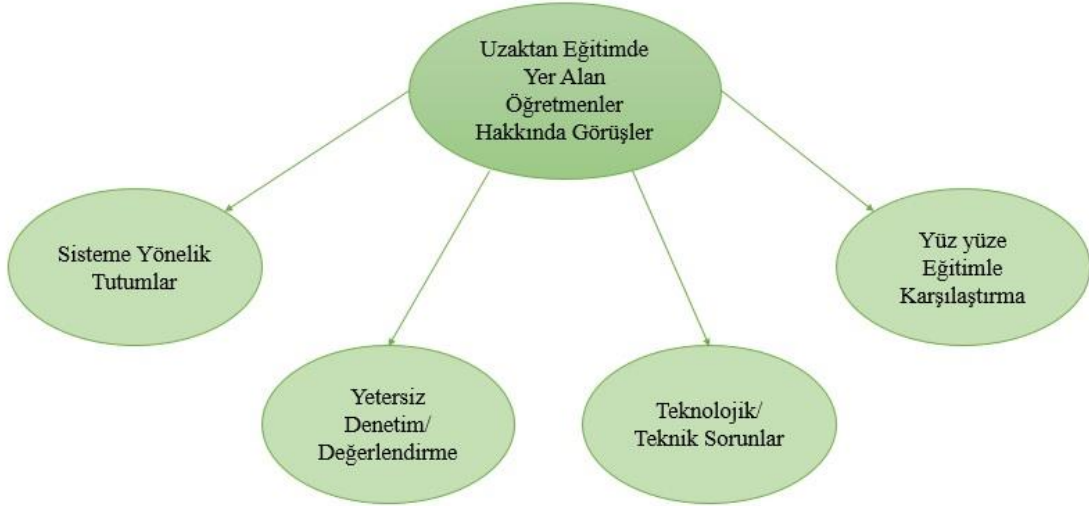 Uzaktan Eğitimde
Yer Alan
Öğretmenler
Hakkında Görüşler
Sisteme Yönelik
Tutumlar
Yüz yüze
Eğitimle
Karşılaştırma
Yetersiz
Denetim/
Değerlendirme
Teknolojik/
Teknik Sorunlar